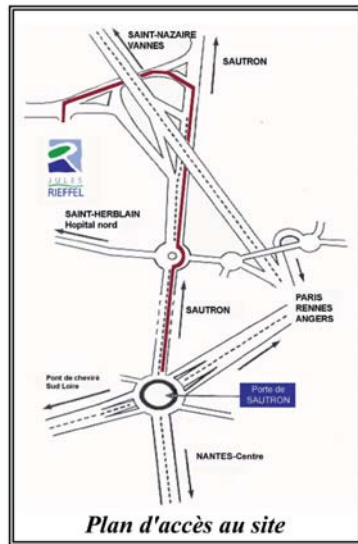 SAINT-NAZAIRE
VANNES
SAUTRON
JULES
RIEFFEL
SAINT-HERBLAIN
Hopital nord
SAUTRON
PARIS
RENNES
ANGERS
Pont de cheviré
Sud Loire
Porte de
SAUTRON
NANTES-Centre
Plan d'accès au site